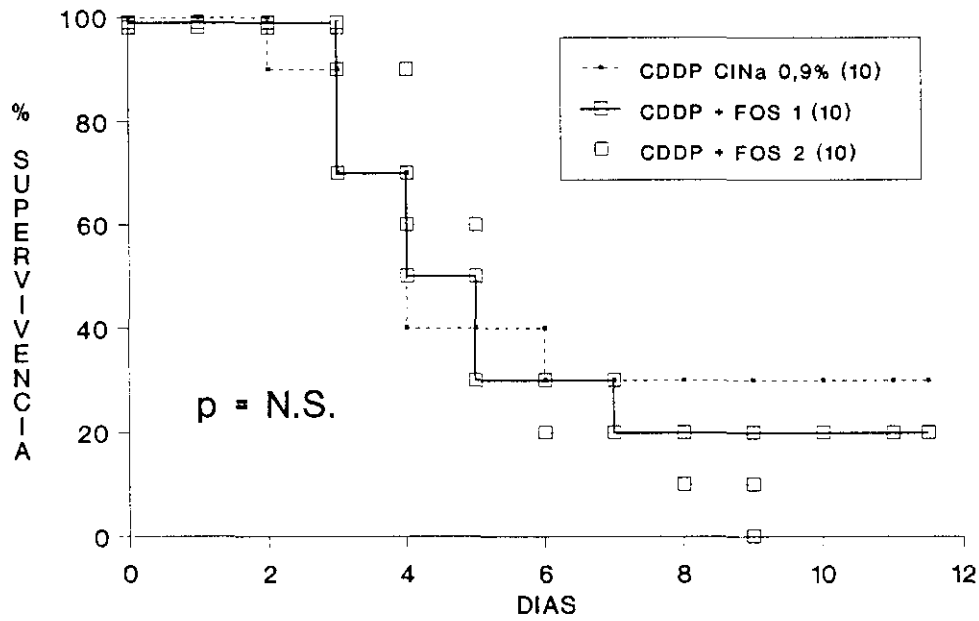 % SUPERVIVENCIA
100
80
60
40
20
0
0 2 4 6 8 10 12
DIAS
CDDP ClNa 0,9% (10)
CDDP + FOS 1 (10)
CDDP + FOS 2 (10)
p = N.S.